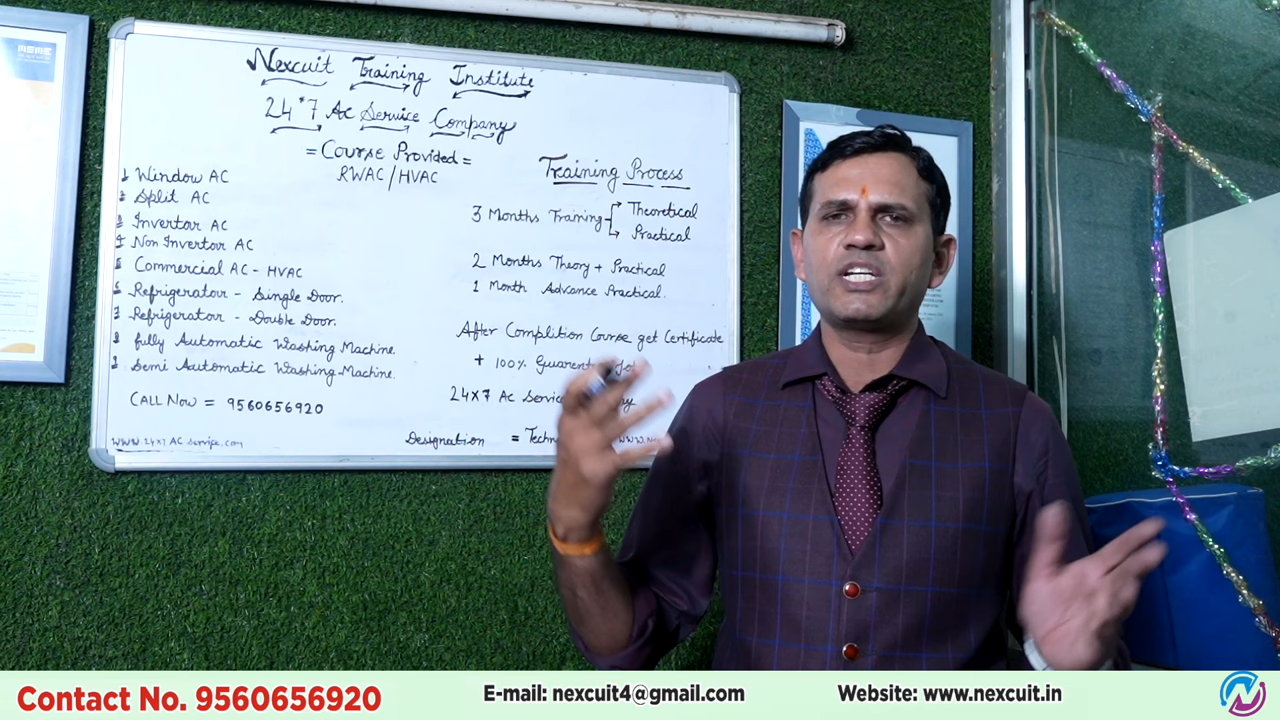 Nexcuit Training Institute
24*7 Ac Service Company
= Course Provided =
RWAC/HVAC
1 Window AC
2 Split AC
3 Invertor AC
4 Non Invertor AC
5 Commercial AC - HVAC
6 Refrigerator - Single Door.
7 Refrigerator - Double Door.
8 fully Automatic Washing Machine.
Semi Automatic Washing Machine.
CALL NOW = 9560656920
Training Process
3 Months Training
Theoretical
Practical
2 Months Theory + Practical
1 Month Advance Practical.
After Complition Course get Certificate
+ 100%
24x7 Ac
Designation =
Contact No. 9560656920
E-mail: nexcuit4@gmail.com
Website: www.nexcuit.in